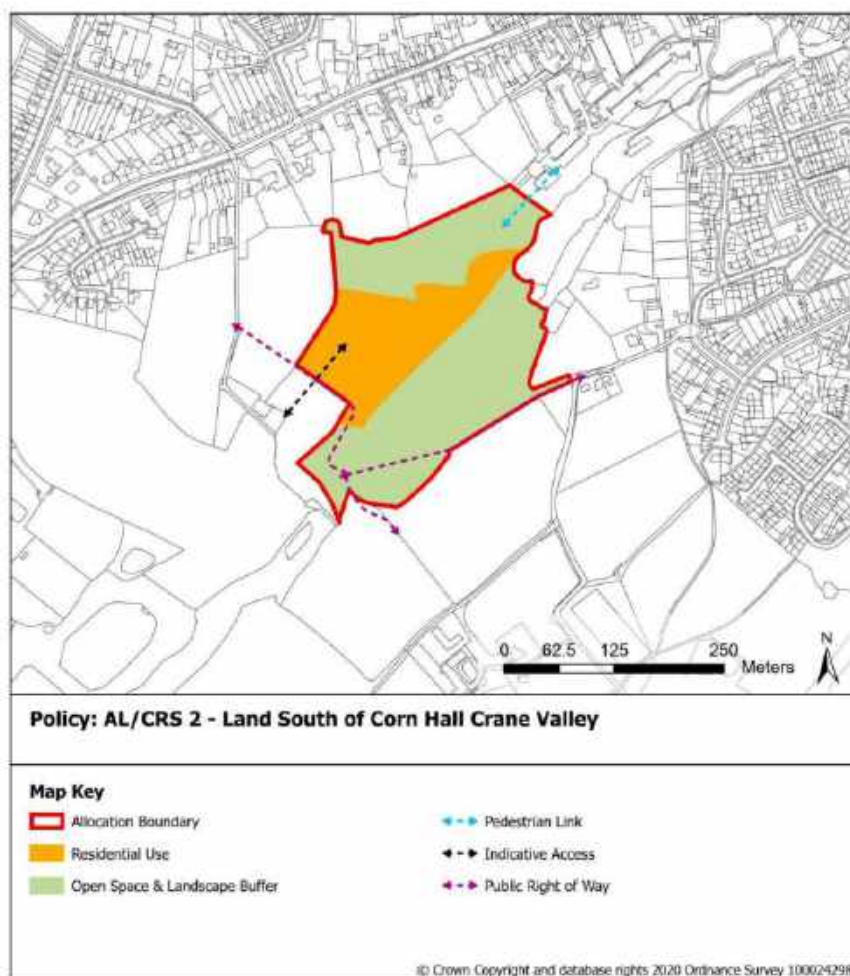 0 62.5 125 250
Meters
N
Policy: AL/CRS 2 - Land South of Corn Hall Crane Valley
Map Key
Allocation Boundary
Residential Use
Open Space & Landscape Buffer
Pedestrian Link
Indicative Access
Public Right of Way
© Crown Copyright and database rights 2020 Ordnance Survey 100024298